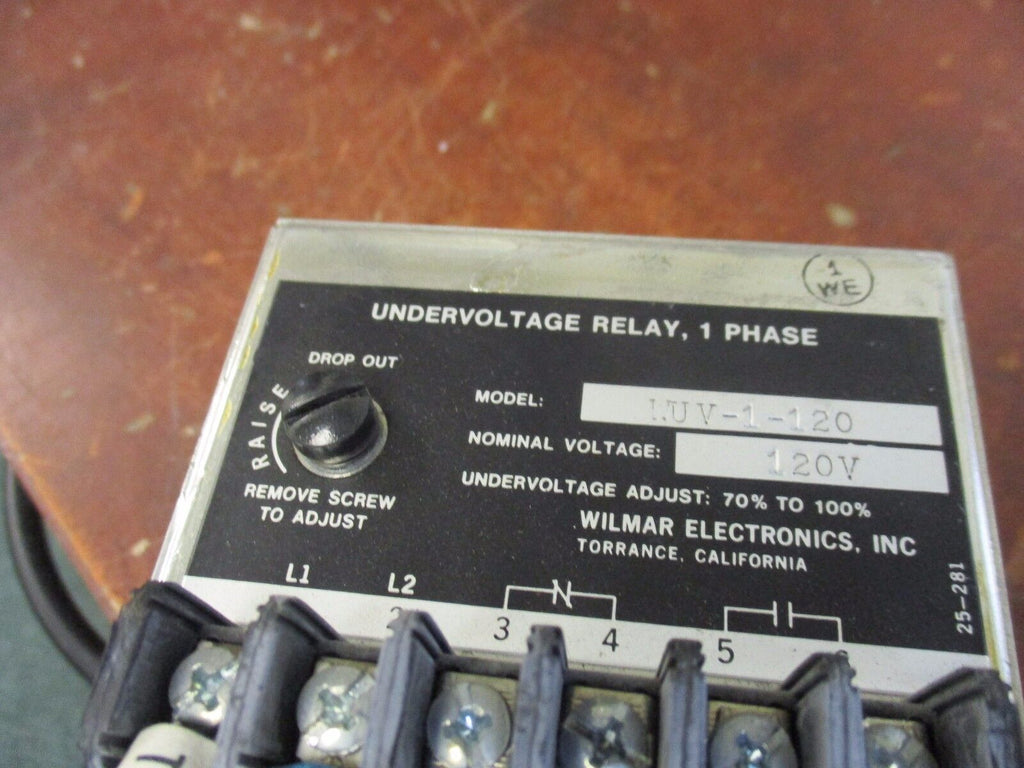 1
WE
UNDERVOLTAGE RELAY, 1 PHASE
DROP OUT
RAISE
REMOVE SCREW
TO ADJUST
MODEL: LUV-1-120
NOMINAL VOLTAGE: 120V
UNDERVOLTAGE ADJUST: 70% TO 100%
WILMAR ELECTRONICS, INC
TORRANCE, CALIFORNIA
25-281
L1 L2
3 4 5